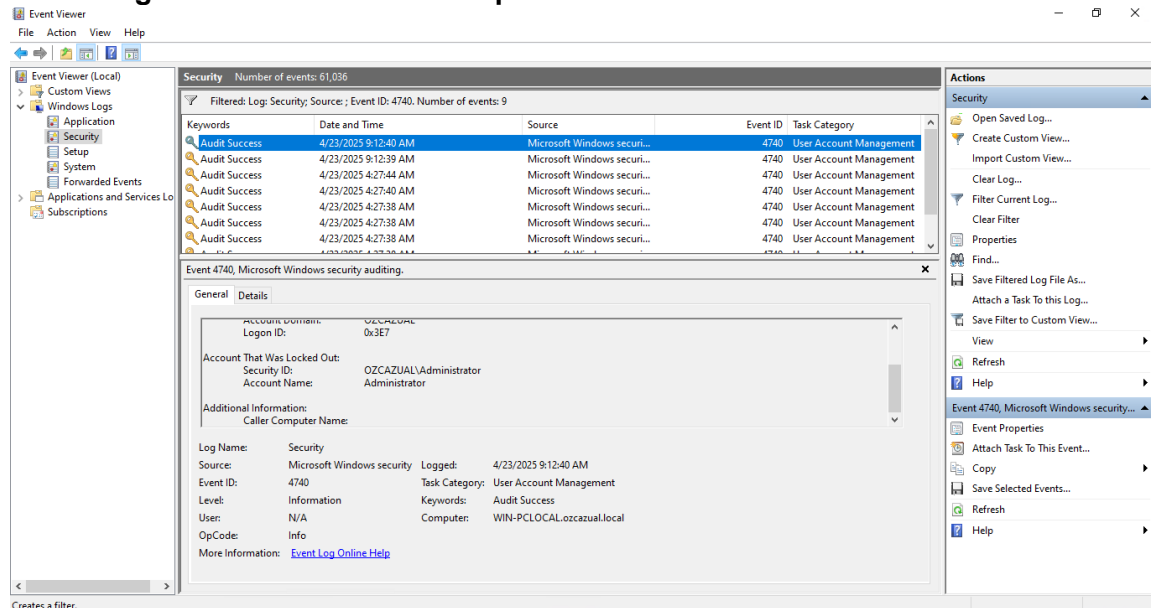 Event Viewer
File Action View Help
Event Viewer (Local)
Custom Views
Windows Logs
Application
Security
Setup
System
Forwarded Events
Applications and Services Lo
Subscriptions
Security Number of events: 61,036
Filtered: Log: Security; Source: ; Event ID: 4740. Number of events: 9
Keywords Date and Time Source Event ID Task Category
Audit Success 4/23/2025 9:12:40 AM Microsoft Windows securi... 4740 User Account Management
Audit Success 4/23/2025 9:12:39 AM Microsoft Windows securi... 4740 User Account Management
Audit Success 4/23/2025 4:27:44 AM Microsoft Windows securi... 4740 User Account Management
Audit Success 4/23/2025 4:27:40 AM Microsoft Windows securi... 4740 User Account Management
Audit Success 4/23/2025 4:27:38 AM Microsoft Windows securi... 4740 User Account Management
Audit Success 4/23/2025 4:27:38 AM Microsoft Windows securi... 4740 User Account Management
Audit Success 4/23/2025 4:27:38 AM Microsoft Windows securi... 4740 User Account Management
Event 4740, Microsoft Windows security auditing.
General Details
Account Domain: OZCAZUAL
Logon ID: 0x3E7
Account That Was Locked Out:
Security ID: OZCAZUAL\Administrator
Account Name: Administrator
Additional Information:
Caller Computer Name:
Log Name: Security
Source: Microsoft Windows security Logged: 4/23/2025 9:12:40 AM
Event ID: 4740 Task Category: User Account Management
Level: Information Keywords: Audit Success
User: N/A Computer: WIN-PCLOCAL.ozcazual.local
OpCode: Info
More Information: Event Log Online Help
Actions
Security
Open Saved Log...
Create Custom View...
Import Custom View...
Clear Log...
Filter Current Log...
Clear Filter
Properties
Find...
Save Filtered Log File As...
Attach a Task To this Log...
Save Filter to Custom View...
View
Refresh
Help
Event 4740, Microsoft Windows security...
Event Properties
Attach Task To This Event...
Copy
Save Selected Events...
Refresh
Help
Creates a filter.